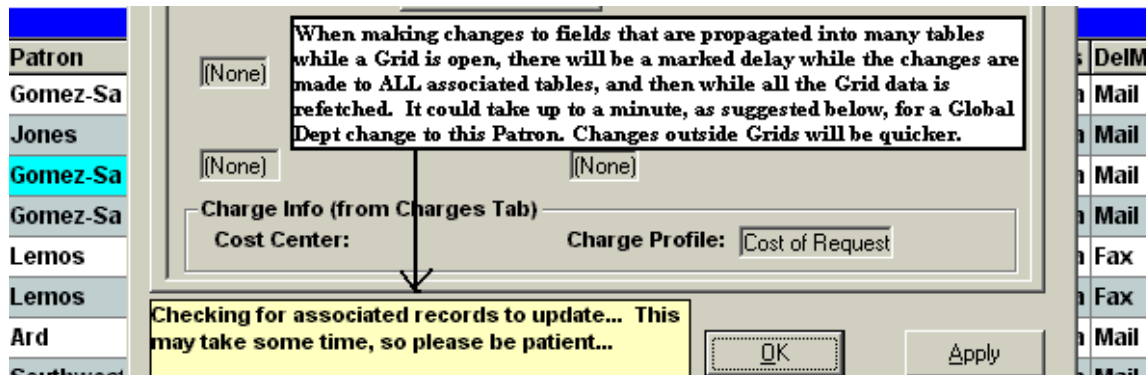 When making changes to fields that are propagated into many tables
while a Grid is open, there will be a marked delay while the changes are
made to ALL associated tables, and then while all the Grid data is
refetched. It could take up to a minute, as suggested below, for a Global
Dept change to this Patron. Changes outside Grids will be quicker.
Patron
Gomez-Sa
Jones
Gomez-Sa
Gomez-Sa
Lemos
Lemos
Ard
(None)
(None)
(None)
Charge Info (from Charges Tab)
Cost Center:
Charge Profile: Cost of Request
Checking for associated records to update... This
may take some time, so please be patient...
OK
Apply
DelM
Mail
Mail
Mail
Mail
Fax
Fax
Mail
Mail